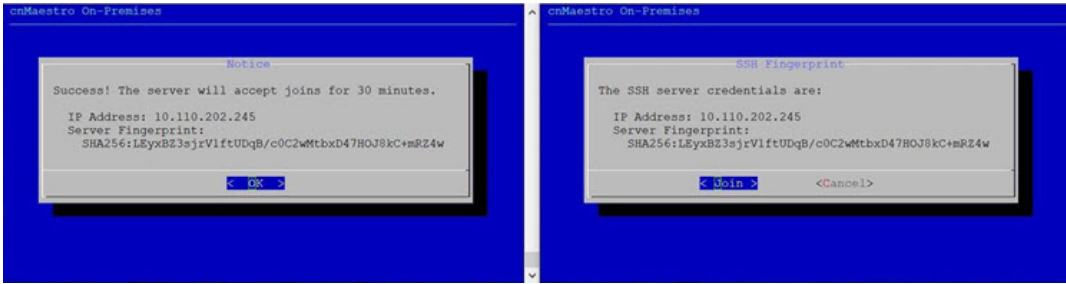 cnMaestro On-Premises
Notice
Success! The server will accept joins for 30 minutes.
IP Address: 10.110.202.245
Server Fingerprint:
SHA256:LEyxBZ3sjrV1ftUDqB/c0C2wMtbxD47HOJ8kC+mRZ4w
< OK >
cnMaestro On-Premises
SSH Fingerprint
The SSH server credentials are:
IP Address: 10.110.202.245
Server Fingerprint:
SHA256:LEyxBZ3sjrV1ftUDqB/c0C2wMtbxD47HOJ8kC+mRZ4w
< Join > <Cancel>